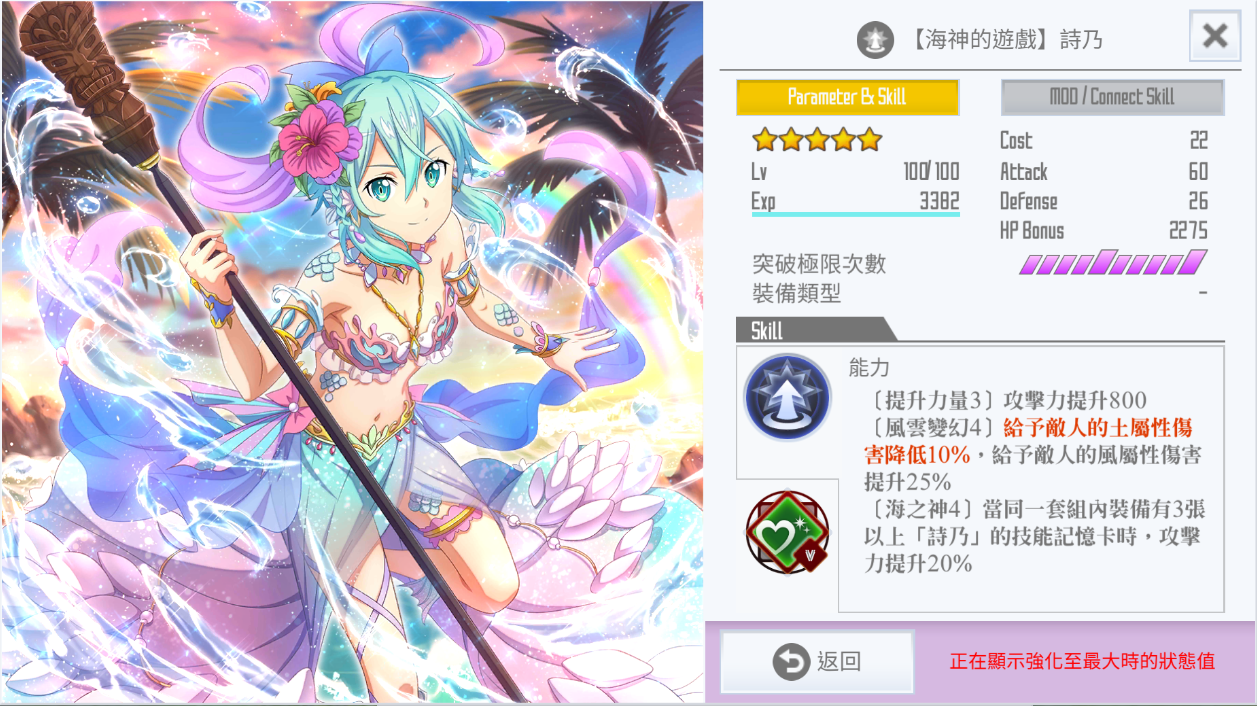 【海神的遊戲】詩乃
Parameter & Skill
MOD / Connect Skill
Lv 100/100
Exp 3382
Cost 22
Attack 60
Defense 26
HP Bonus 2275
突破極限次數
裝備類型 -
Skill
能力
〔提升力量3〕攻擊力提升800
〔風雲變幻4〕給予敵人的土屬性傷
害降低10%,給予敵人的風屬性傷害
提升25%
〔海之神4〕當同一套組內裝備有3張
以上「詩乃」的技能記憶卡時,攻擊
力提升20%
V
返回
正在顯示強化至最大時的狀態值